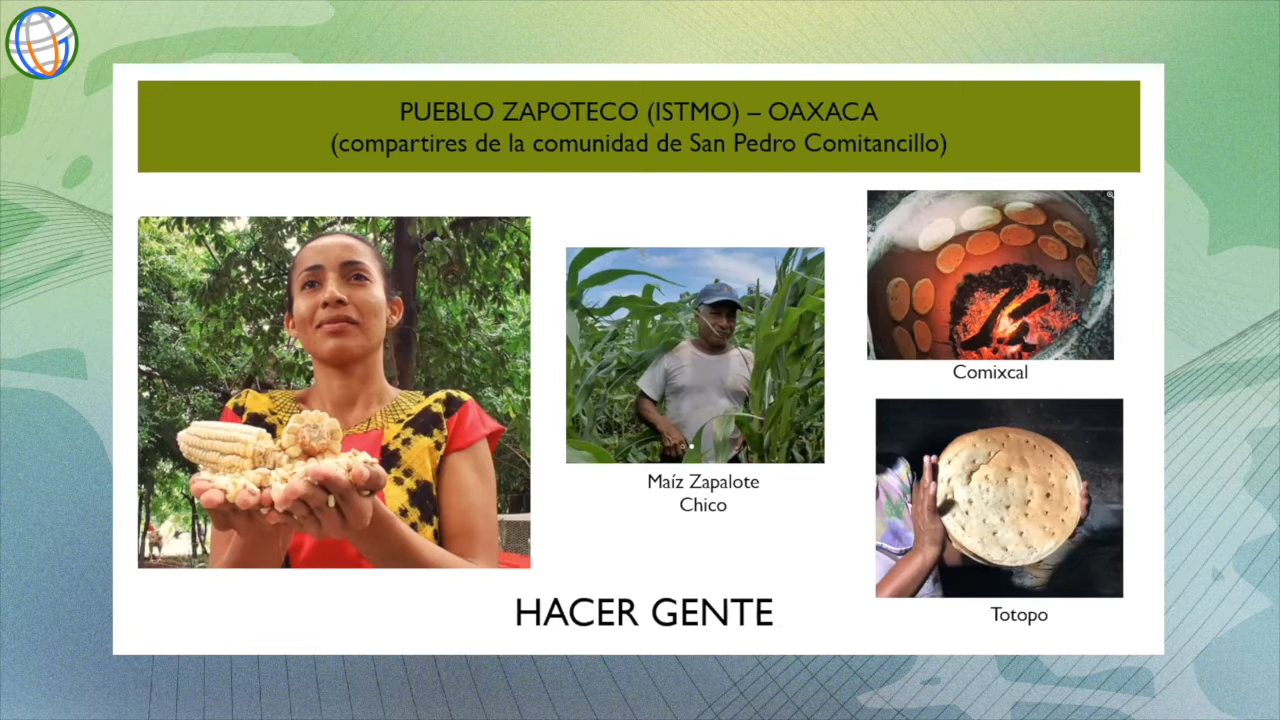 PUEBLO ZAPOTECO (ISTMO) – OAXACA
(compartires de la comunidad de San Pedro Comitancillo)
Comixcal
Maíz Zapalote
Chico
HACER GENTE
Totopo